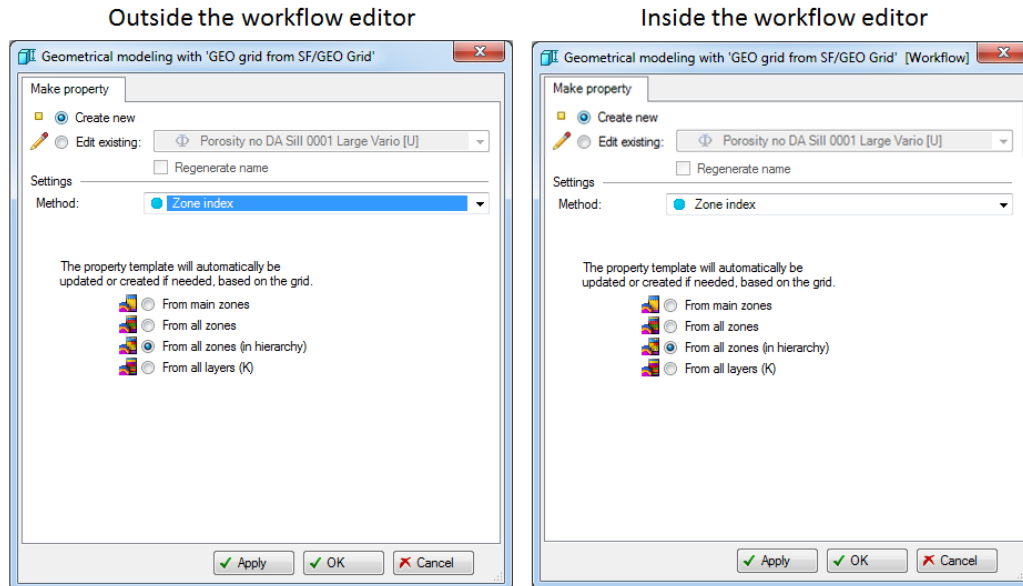 Outside the workflow editor
Geometrical modeling with 'GEO grid from SF/GEO Grid'
Make property
Create new
Edit existing: Porosity no DA Sill 0001 Large Vario [U]
Regenerate name
Settings
Method: Zone index
The property template will automatically be
updated or created if needed, based on the grid.
From main zones
From all zones
From all zones (in hierarchy)
From all layers (K)
Apply OK Cancel
Inside the workflow editor
Geometrical modeling with 'GEO grid from SF/GEO Grid' [Workflow]
Make property
Create new
Edit existing: Porosity no DA Sill 0001 Large Vario [U]
Regenerate name
Settings
Method: Zone index
The property template will automatically be
updated or created if needed, based on the grid.
From main zones
From all zones
From all zones (in hierarchy)
From all layers (K)
Apply OK Cancel